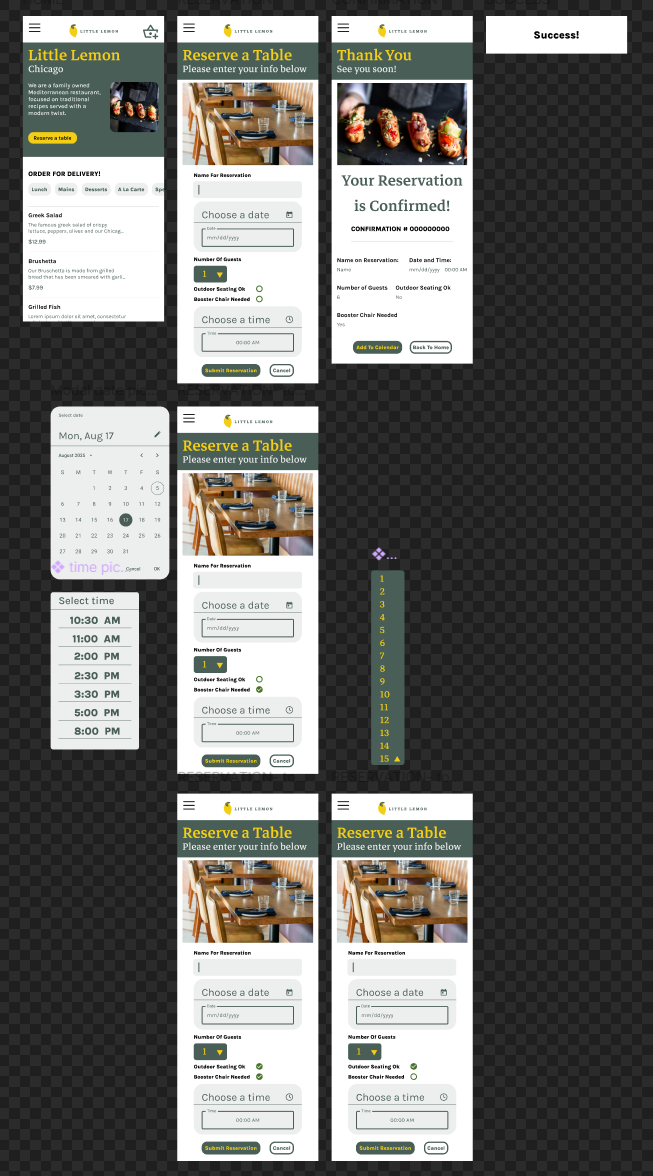 LITTLE LEMON
Little Lemon
Chicago
We are a family owned
Mediterranean restaurant,
focused on traditional
recipes served with a
modern twist.
Reserve a table
ORDER FOR DELIVERY!
Lunch
Mains
Desserts
A La Carte
Spe
Greek Salad
The famous greek salad of crispy
lettuce, peppers, olives and our Chicag...
$12.99
Brushetta
Our Bruschetta is made from grilled
bread that has been smeared with garli...
$7.99
Grilled Fish
Lorem ipsum dolor sit amet, consectetur
LITTLE LEMON
Reserve a Table
Please enter your info below
Name For Reservation
Choose a date
Date
mm/dd/yyyy
Number Of Guests
1
Outdoor Seating Ok
Booster Chair Needed
Choose a time
Time
00:00 AM
Submit Reservation
Cancel
LITTLE LEMON
Thank You
See you soon!
Your Reservation
is Confirmed!
CONFIRMATION # 000000000
Name on Reservation:
Date and Time:
Name
mm/dd/yyyy 00:00 AM
Number of Guests
Outdoor Seating Ok
6
No
Booster Chair Needed
Yes
Add To Calendar
Back To Home
Success!
Select date
Mon, Aug 17
August 2025
S M T W T F S
1 2 3 4 5
6 7 8 9 10 11 12
13 14 15 16 17 18 19
20 21 22 23 24 25 26
27 28 29 30 31
time pic...
Cancel
OK
Select time
10:30 AM
11:00 AM
2:00 PM
2:30 PM
3:30 PM
5:00 PM
8:00 PM
LITTLE LEMON
Reserve a Table
Please enter your info below
Name For Reservation
Choose a date
Date
mm/dd/yyyy
Number Of Guests
1
Outdoor Seating Ok
Booster Chair Needed
Choose a time
Time
00:00 AM
Submit Reservation
Cancel
...
1
2
3
4
5
6
7
8
9
10
11
12
13
14
15
LITTLE LEMON
Reserve a Table
Please enter your info below
Name For Reservation
Choose a date
Date
mm/dd/yyyy
Number Of Guests
1
Outdoor Seating Ok
Booster Chair Needed
Choose a time
Time
00:00 AM
Submit Reservation
Cancel
LITTLE LEMON
Reserve a Table
Please enter your info below
Name For Reservation
Choose a date
Date
mm/dd/yyyy
Number Of Guests
1
Outdoor Seating Ok
Booster Chair Needed
Choose a time
Time
00:00 AM
Submit Reservation
Cancel